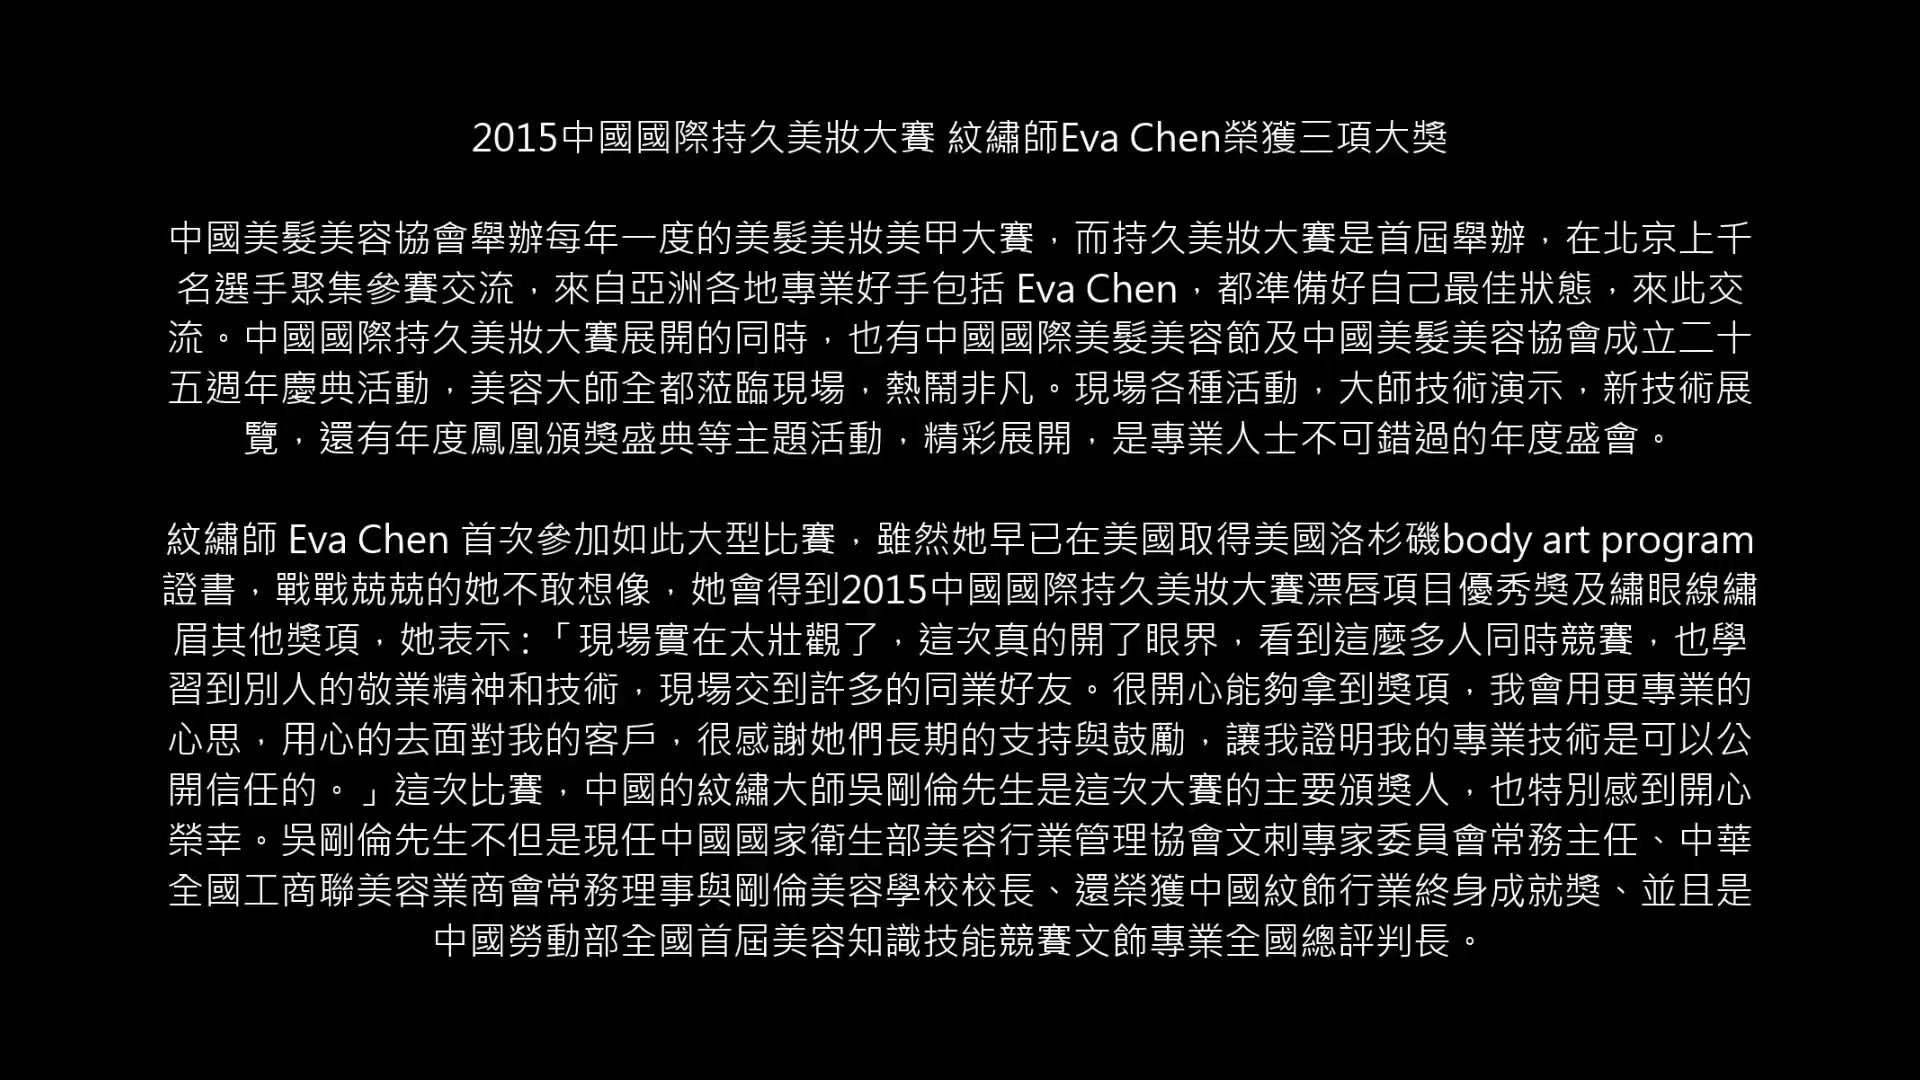 2015中國國際持久美妝大賽 紋繡師Eva Chen榮獲三項大獎
中國美髮美容協會舉辦每年一度的美髮美妝美甲大賽，而持久美妝大賽是首屆舉辦，在北京上千
名選手聚集參賽交流，來自亞洲各地專業好手包括 Eva Chen，都準備好自己最佳狀態，來此交
流。中國國際持久美妝大賽展開的同時，也有中國國際美髮美容節及中國美髮美容協會成立二十
五週年慶典活動，美容大師全都蒞臨現場，熱鬧非凡。現場各種活動，大師技術演示，新技術展
覽，還有年度鳳凰頒獎盛典等主題活動，精彩展開，是專業人士不可錯過的年度盛會。
紋繡師 Eva Chen 首次參加如此大型比賽，雖然她早已在美國取得美國洛杉磯body art program
證書，戰戰兢兢的她不敢想像，她會得到2015中國國際持久美妝大賽漂唇項目優秀獎及繡眼線繡
眉其他獎項，她表示 : 「現場實在太壯觀了，這次真的開了眼界，看到這麼多人同時競賽，也學
習到別人的敬業精神和技術，現場交到許多的同業好友。很開心能夠拿到獎項，我會用更專業的
心思，用心的去面對我的客戶，很感謝她們長期的支持與鼓勵，讓我證明我的專業技術是可以公
開信任的。」這次比賽，中國的紋繡大師吳剛倫先生是這次大賽的主要頒獎人，也特別感到開心
榮幸。吳剛倫先生不但是現任中國國家衛生部美容行業管理協會文刺專家委員會常務主任、中華
全國工商聯美容業商會常務理事與剛倫美容學校校長、還榮獲中國紋飾行業終身成就獎、並且是
中國勞動部全國首屆美容知識技能競賽文飾專業全國總評判長。